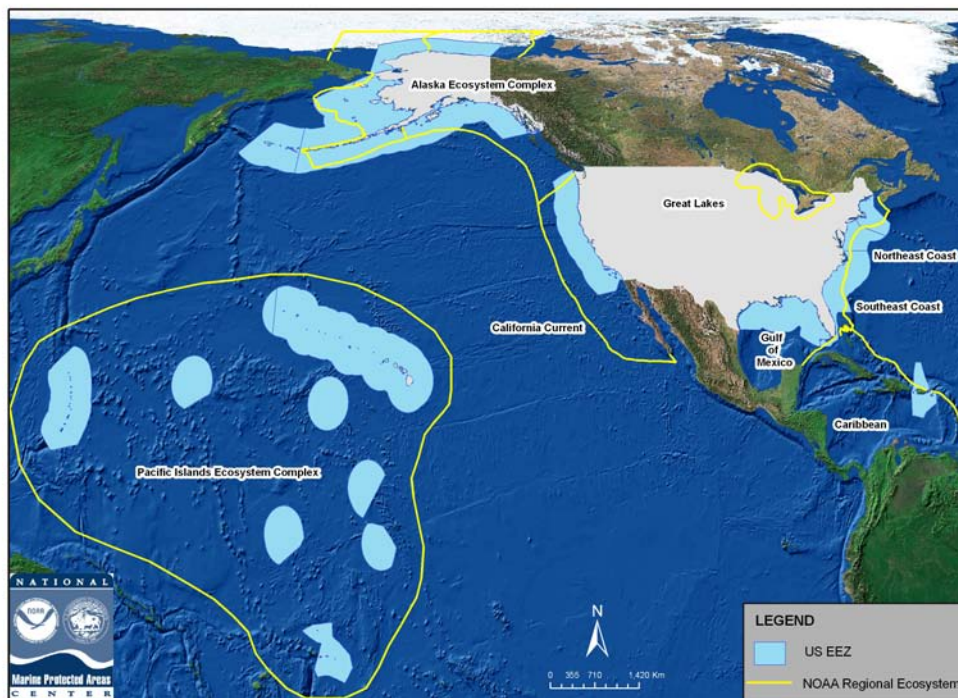 Alaska Ecosystem Complex
Great Lakes
Northeast Coast
Southeast Coast
California Current
Gulf
of
Mexico
Caribbean
Pacific Islands Ecosystem Complex
NATIONAL
NOAA
Marine Protected Areas
CENTER
N
0 355 710 1,420 Km
LEGEND
US EEZ
NOAA Regional Ecosystem